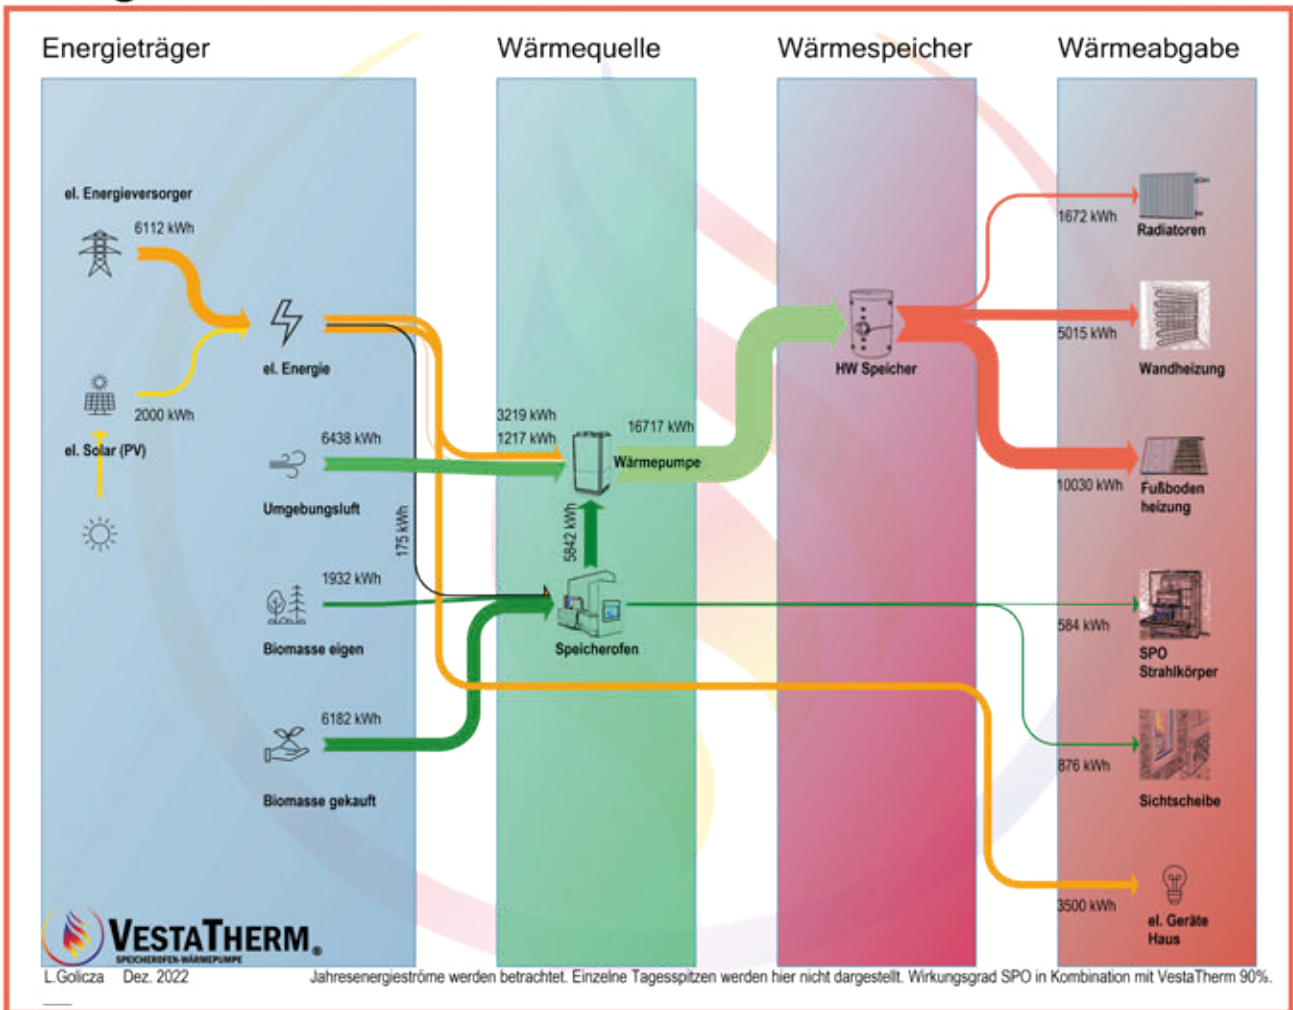 Energieträger
Wärmequelle
Wärmespeicher
Wärmeabgabe
el. Energieversorger
6112 kWh
1672 kWh
Radiatoren
el. Energie
HW Speicher
5015 kWh
Wandheizung
2000 kWh
el. Solar (PV)
6438 kWh
Umgebungsluft
3219 kWh
1217 kWh
16717 kWh
Wärmepumpe
10030 kWh
Fußboden
heizung
175 kWh
5842 kWh
1932 kWh
Biomasse eigen
Speicherofen
584 kWh
SPO
Strahlkörper
6182 kWh
Biomasse gekauft
876 kWh
Sichtscheibe
3500 kWh
el. Geräte
Haus
VESTATHERM®
SPEICHEROFEN-WÄRMEPUMPE
L.Golicza Dez. 2022 Jahresenergieströme werden betrachtet. Einzelne Tagesspitzen werden hier nicht dargestellt. Wirkungsgrad SPO in Kombination mit VestaTherm 90%.